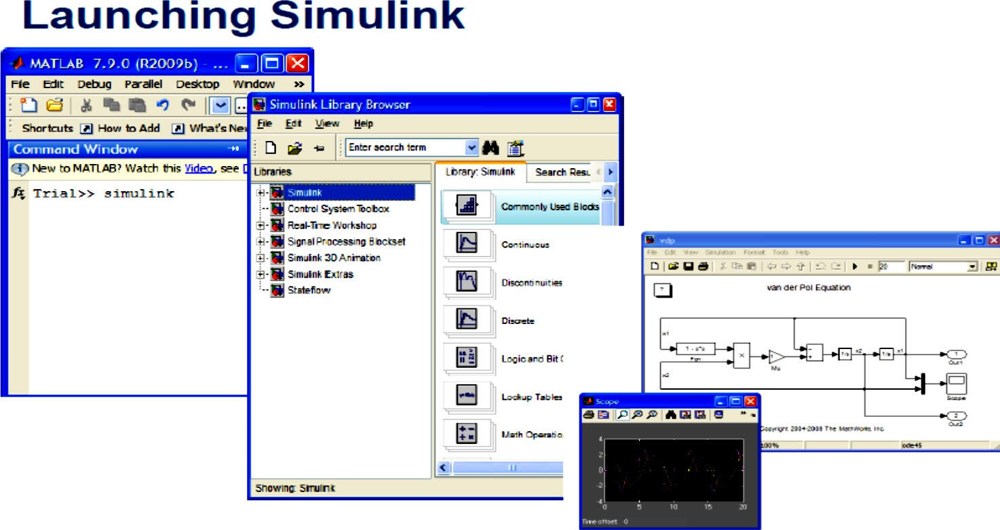 Launching Simulink
MATLAB 7.9.0 (R2009b) - ...
File Edit Debug Parallel Desktop Window »
Shortcuts How to Add What's New
Command Window
New to MATLAB? Watch this Video, see
Trial>> simulink
Simulink Library Browser
File Edit View Help
Enter search term
Libraries
Library: Simulink Search Resu
Simulink
Control System Toolbox
Real-Time Workshop
Signal Processing Blockset
Simulink 3D Animation
Simulink Extras
Stateflow
Commonly Used Blocks
Continuous
Discontinuities
Discrete
Logic and Bit
Lookup Tables
Math Operatio
Showing: Simulink
vdp
File Edit View Simulation Format Tools Help
20 Normal
?
van der Pol Equation
x1
1 - u*u
Fcn
x
1
Mu
x2
1/s
x2
1/s
x1
1
Out1
Scope
2
Out2
Copyright 2004-2008 The MathWorks, Inc.
100% ode45
Scope
4
2
0
-2
-4
0 5 10 15 20
Time offset: 0